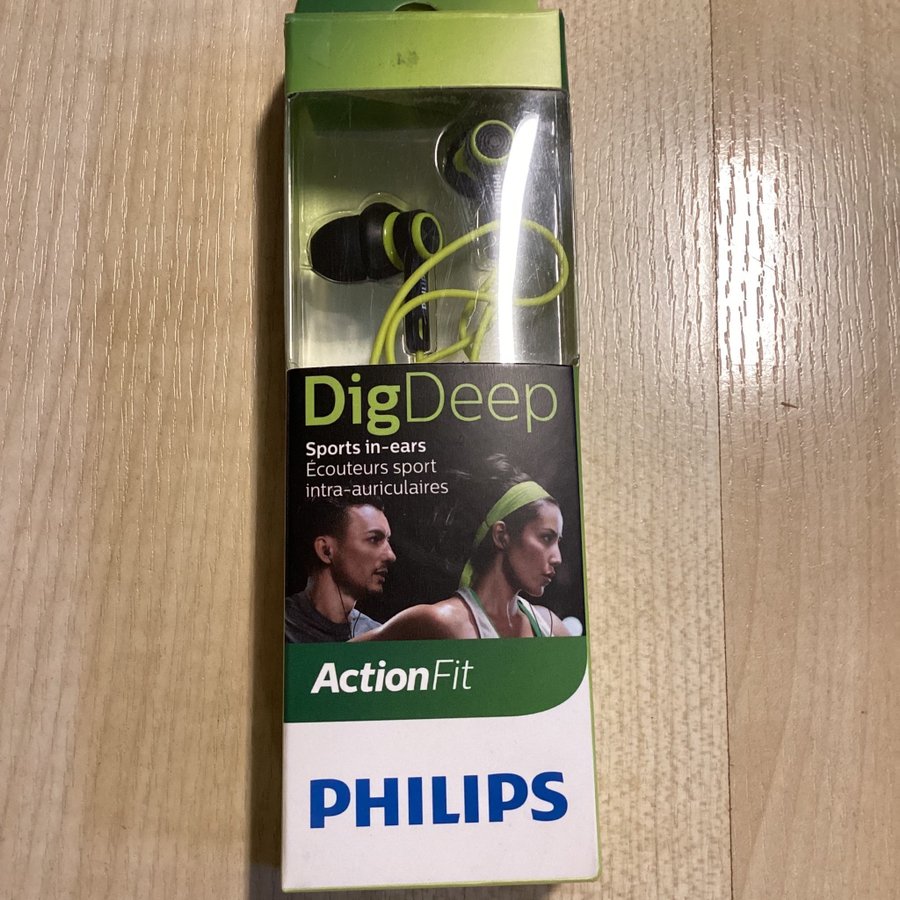 DigDeep
Sports in-ears
Écouteurs sport
intra-auriculaires
ActionFit
PHILIPS